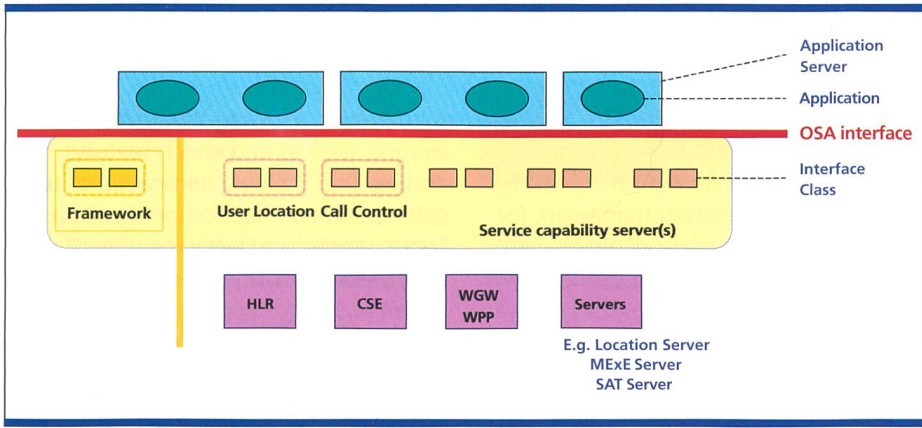 Application
Server
Application
OSA interface
Interface
Class
Framework
User Location
Call Control
Service capability server(s)
HLR
CSE
WGW
WPP
Servers
E.g. Location Server
MExE Server
SAT Server